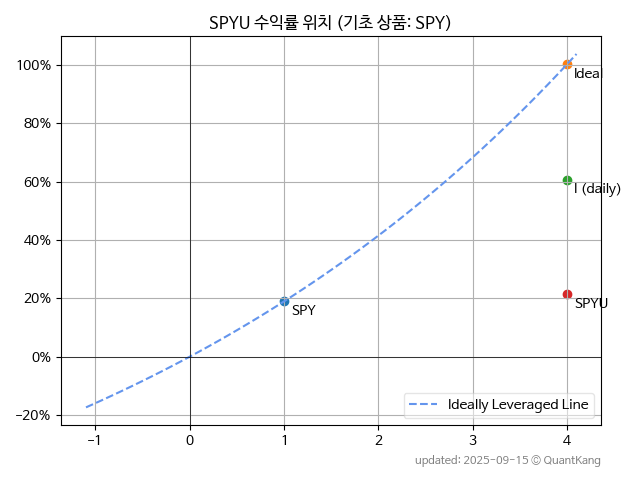 SPYU 수익률 위치 (기초 상품: SPY)
100%
80%
60%
40%
20%
0%
−20%
Ideal
I (daily)
SPYU
SPY
Ideally Leveraged Line
−1 0 1 2 3 4
updated: 2025-09-15 © QuantKang